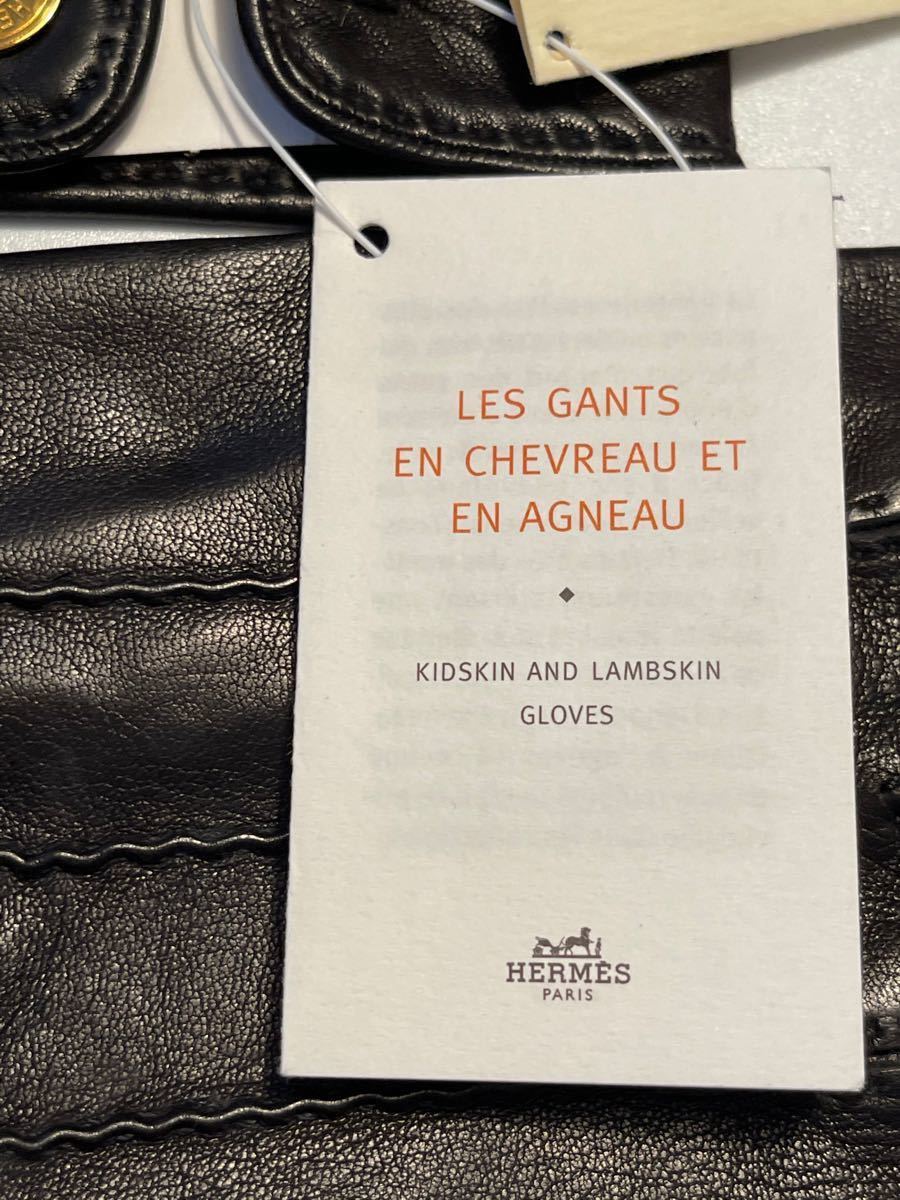 LES GANTS
EN CHEVREAU ET
EN AGNEAU
KIDSKIN AND LAMBSKIN
GLOVES
HERMÈS
PARIS